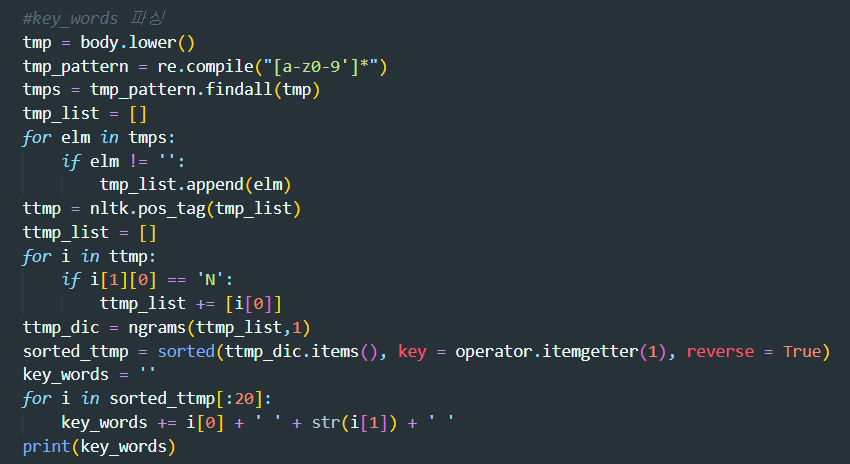 #key_words 파싱
tmp = body.lower()
tmp_pattern = re.compile("[a-z0-9']*")
tmps = tmp_pattern.findall(tmp)
tmp_list = []
for elm in tmps:
    if elm != '':
        tmp_list.append(elm)
ttmp = nltk.pos_tag(tmp_list)
ttmp_list = []
for i in ttmp:
    if i[1][0] == 'N':
        ttmp_list += [i[0]]
ttmp_dic = ngrams(ttmp_list,1)
sorted_ttmp = sorted(ttmp_dic.items(), key = operator.itemgetter(1), reverse = True)
key_words = ''
for i in sorted_ttmp[:20]:
    key_words += i[0] + ' ' + str(i[1]) + ' '
print(key_words)